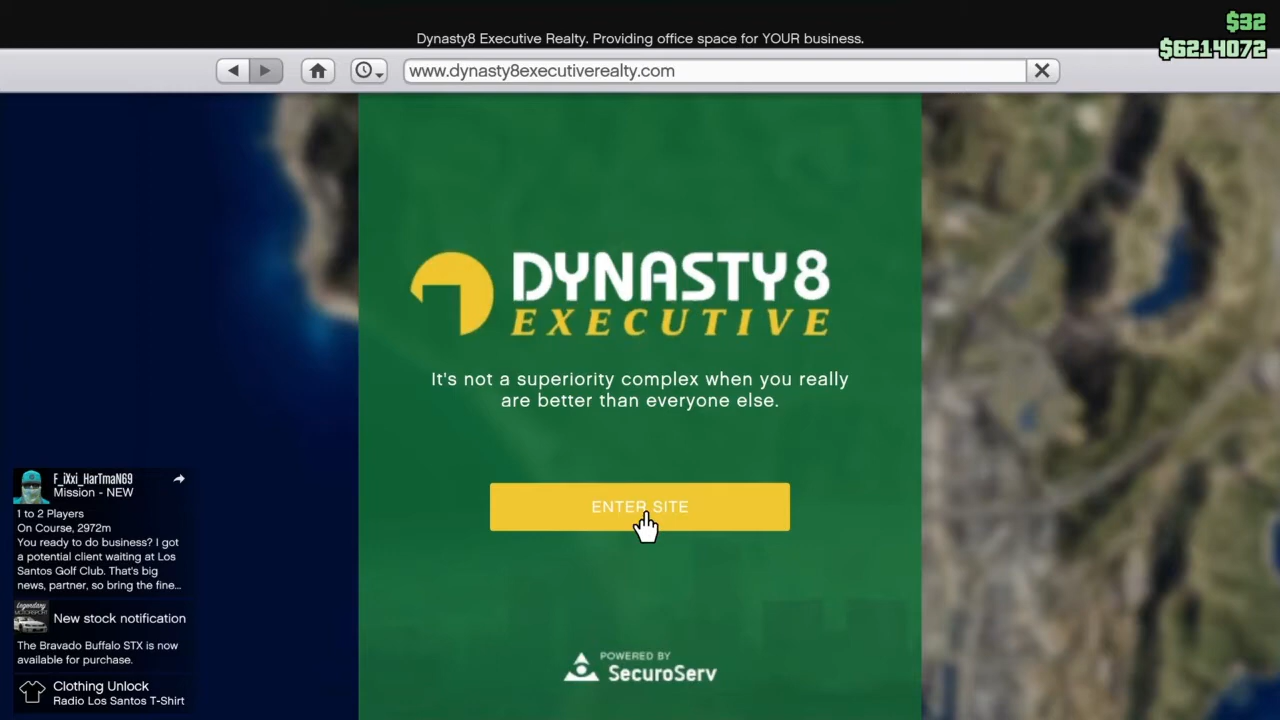 $32
$6214072
Dynasty8 Executive Realty. Providing office space for YOUR business.
www.dynasty8executiverealty.com
DYNASTY8
EXECUTIVE
It's not a superiority complex when you really
are better than everyone else.
ENTER SITE
POWERED BY
SecuroServ
F_iXxi_HarTmaN69
Mission - NEW
1 to 2 Players
On Course, 2972m
You ready to do business? I got
a potential client waiting at Los
Santos Golf Club. That's big
news, partner, so bring the fine...
Legendary
MOTORSPORT
New stock notification
The Bravado Buffalo STX is now
available for purchase.
Clothing Unlock
Radio Los Santos T-Shirt